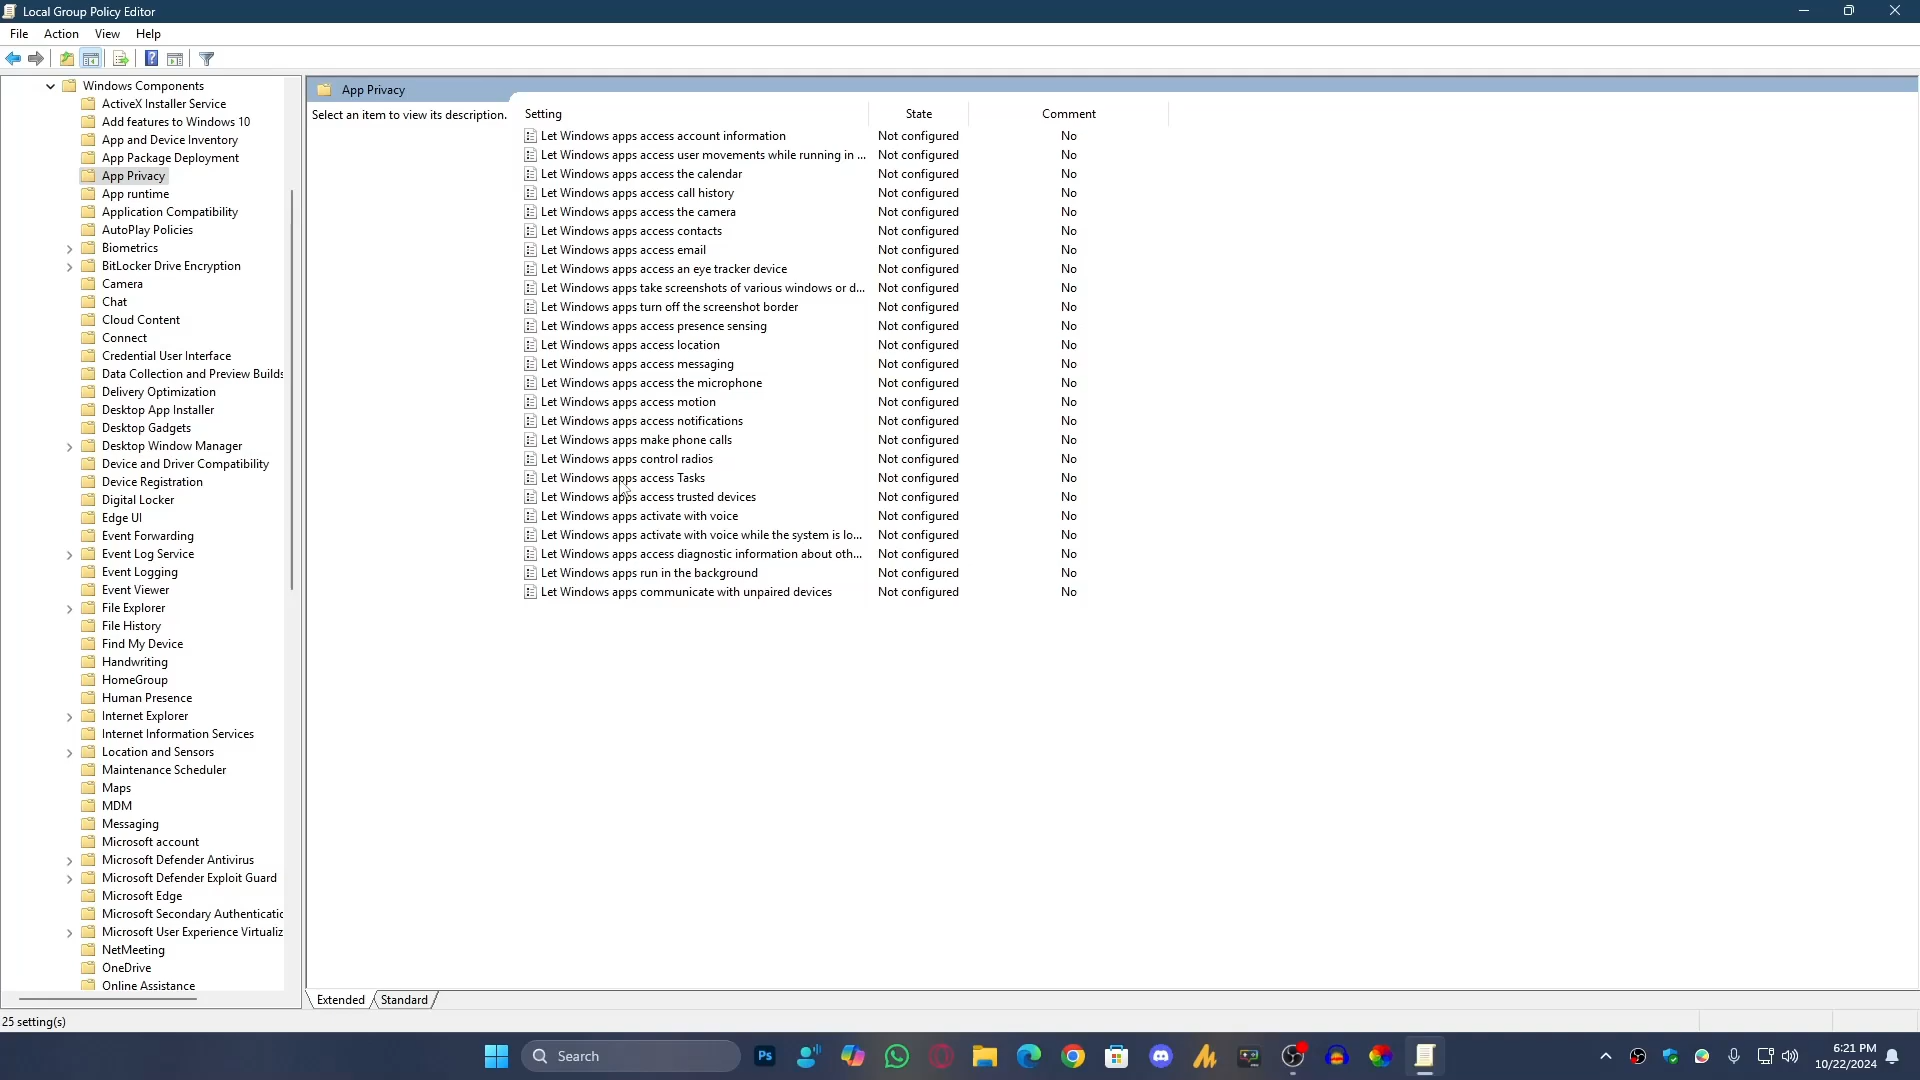 Local Group Policy Editor
File Action View Help
Windows Components
ActiveX Installer Service
Add features to Windows 10
App and Device Inventory
App Package Deployment
App Privacy
App runtime
Application Compatibility
AutoPlay Policies
Biometrics
BitLocker Drive Encryption
Camera
Chat
Cloud Content
Connect
Credential User Interface
Data Collection and Preview Builds
Delivery Optimization
Desktop App Installer
Desktop Gadgets
Desktop Window Manager
Device and Driver Compatibility
Device Registration
Digital Locker
Edge UI
Event Forwarding
Event Log Service
Event Logging
Event Viewer
File Explorer
File History
Find My Device
Handwriting
HomeGroup
Human Presence
Internet Explorer
Internet Information Services
Location and Sensors
Maintenance Scheduler
Maps
MDM
Messaging
Microsoft account
Microsoft Defender Antivirus
Microsoft Defender Exploit Guard
Microsoft Edge
Microsoft Secondary Authenticatic
Microsoft User Experience Virtualiz
NetMeeting
OneDrive
Online Assistance
App Privacy
Select an item to view its description.
Setting State Comment
Let Windows apps access account information Not configured No
Let Windows apps access user movements while running in ... Not configured No
Let Windows apps access the calendar Not configured No
Let Windows apps access call history Not configured No
Let Windows apps access the camera Not configured No
Let Windows apps access contacts Not configured No
Let Windows apps access email Not configured No
Let Windows apps access an eye tracker device Not configured No
Let Windows apps take screenshots of various windows or d... Not configured No
Let Windows apps turn off the screenshot border Not configured No
Let Windows apps access presence sensing Not configured No
Let Windows apps access location Not configured No
Let Windows apps access messaging Not configured No
Let Windows apps access the microphone Not configured No
Let Windows apps access motion Not configured No
Let Windows apps access notifications Not configured No
Let Windows apps make phone calls Not configured No
Let Windows apps control radios Not configured No
Let Windows apps access Tasks Not configured No
Let Windows apps access trusted devices Not configured No
Let Windows apps activate with voice Not configured No
Let Windows apps activate with voice while the system is lo... Not configured No
Let Windows apps access diagnostic information about oth... Not configured No
Let Windows apps run in the background Not configured No
Let Windows apps communicate with unpaired devices Not configured No
Extended Standard
25 setting(s)
Search
Ps
6:21 PM
10/22/2024